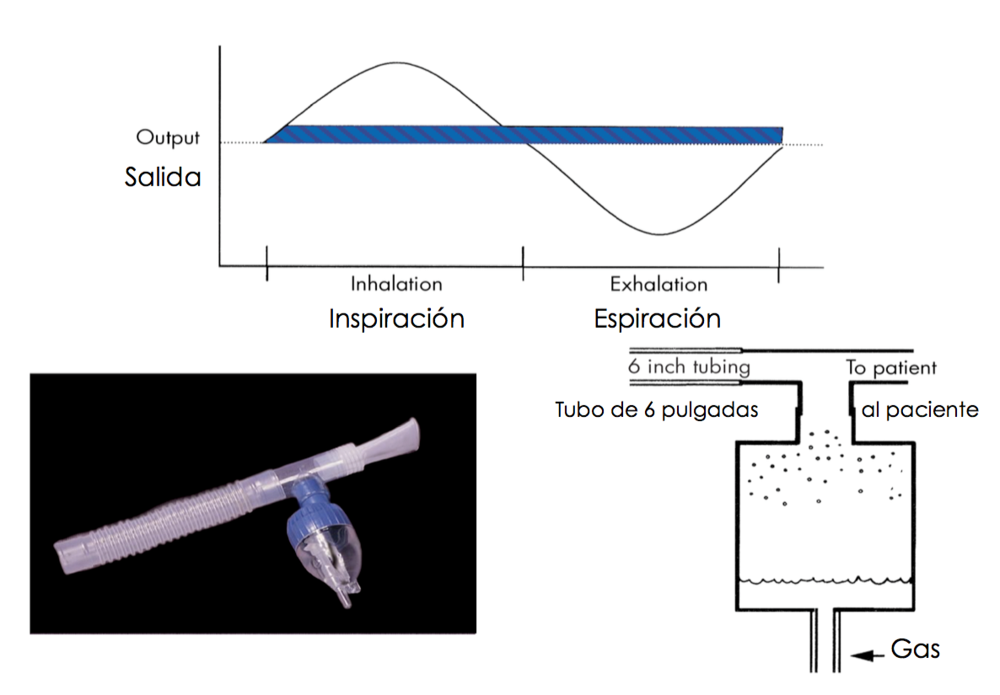 Output
Salida
Inhalation
Exhalation
Inspiración
Espiración
6 inch tubing
To patient
Tubo de 6 pulgadas
al paciente
Gas